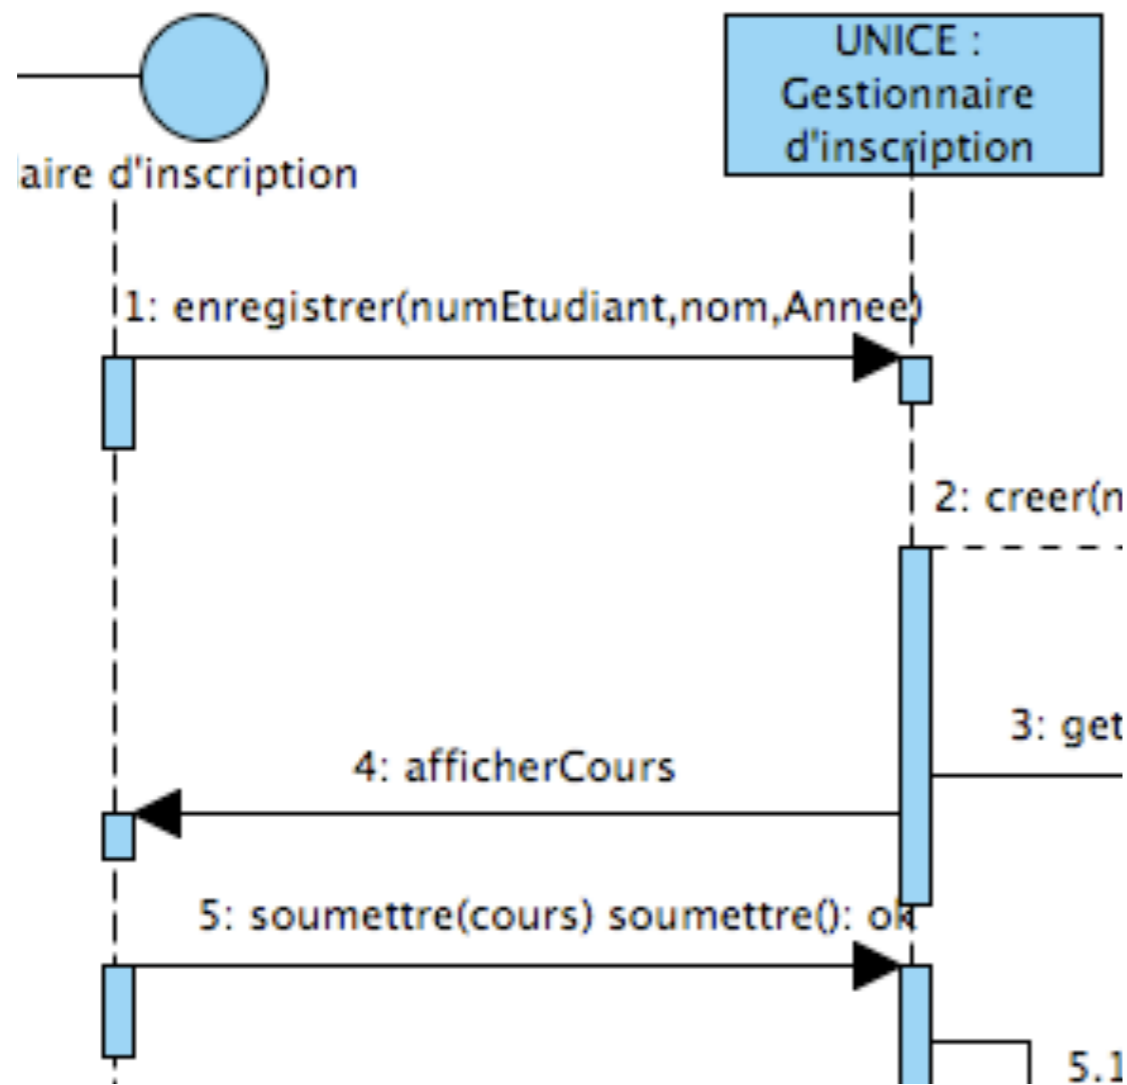 UNICE :
Gestionnaire
d'inscription
aire d'inscription
1: enregistrer(numEtudiant,nom,Annee)
2: creer(n
3: get
4: afficherCours
5: soumettre(cours) soumettre(): ok
5.1